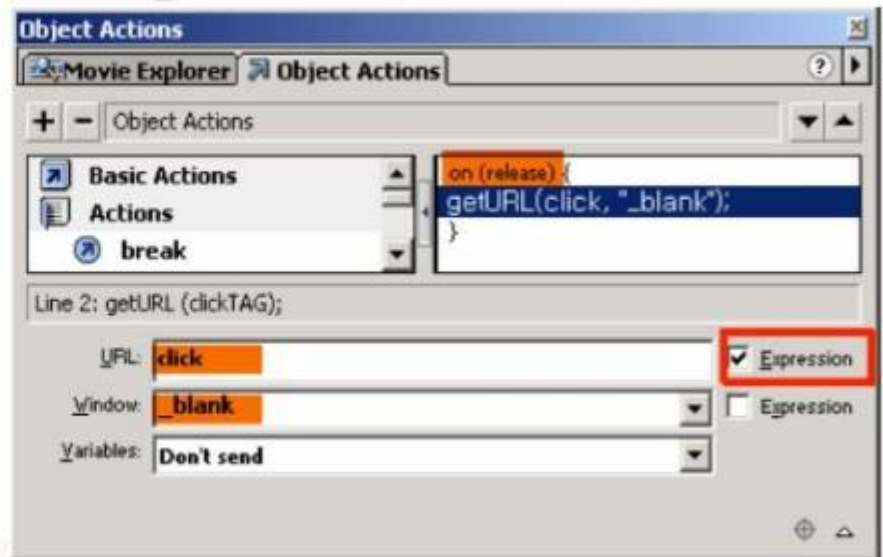 Object Actions
Movie Explorer Object Actions ?
+ - Object Actions
Basic Actions
Actions
break
on (release) {
getURL(click, "_blank");
}
Line 2: getURL (clickTAG);
URL: click Expression
Window: _blank Expression
Variables: Don't send